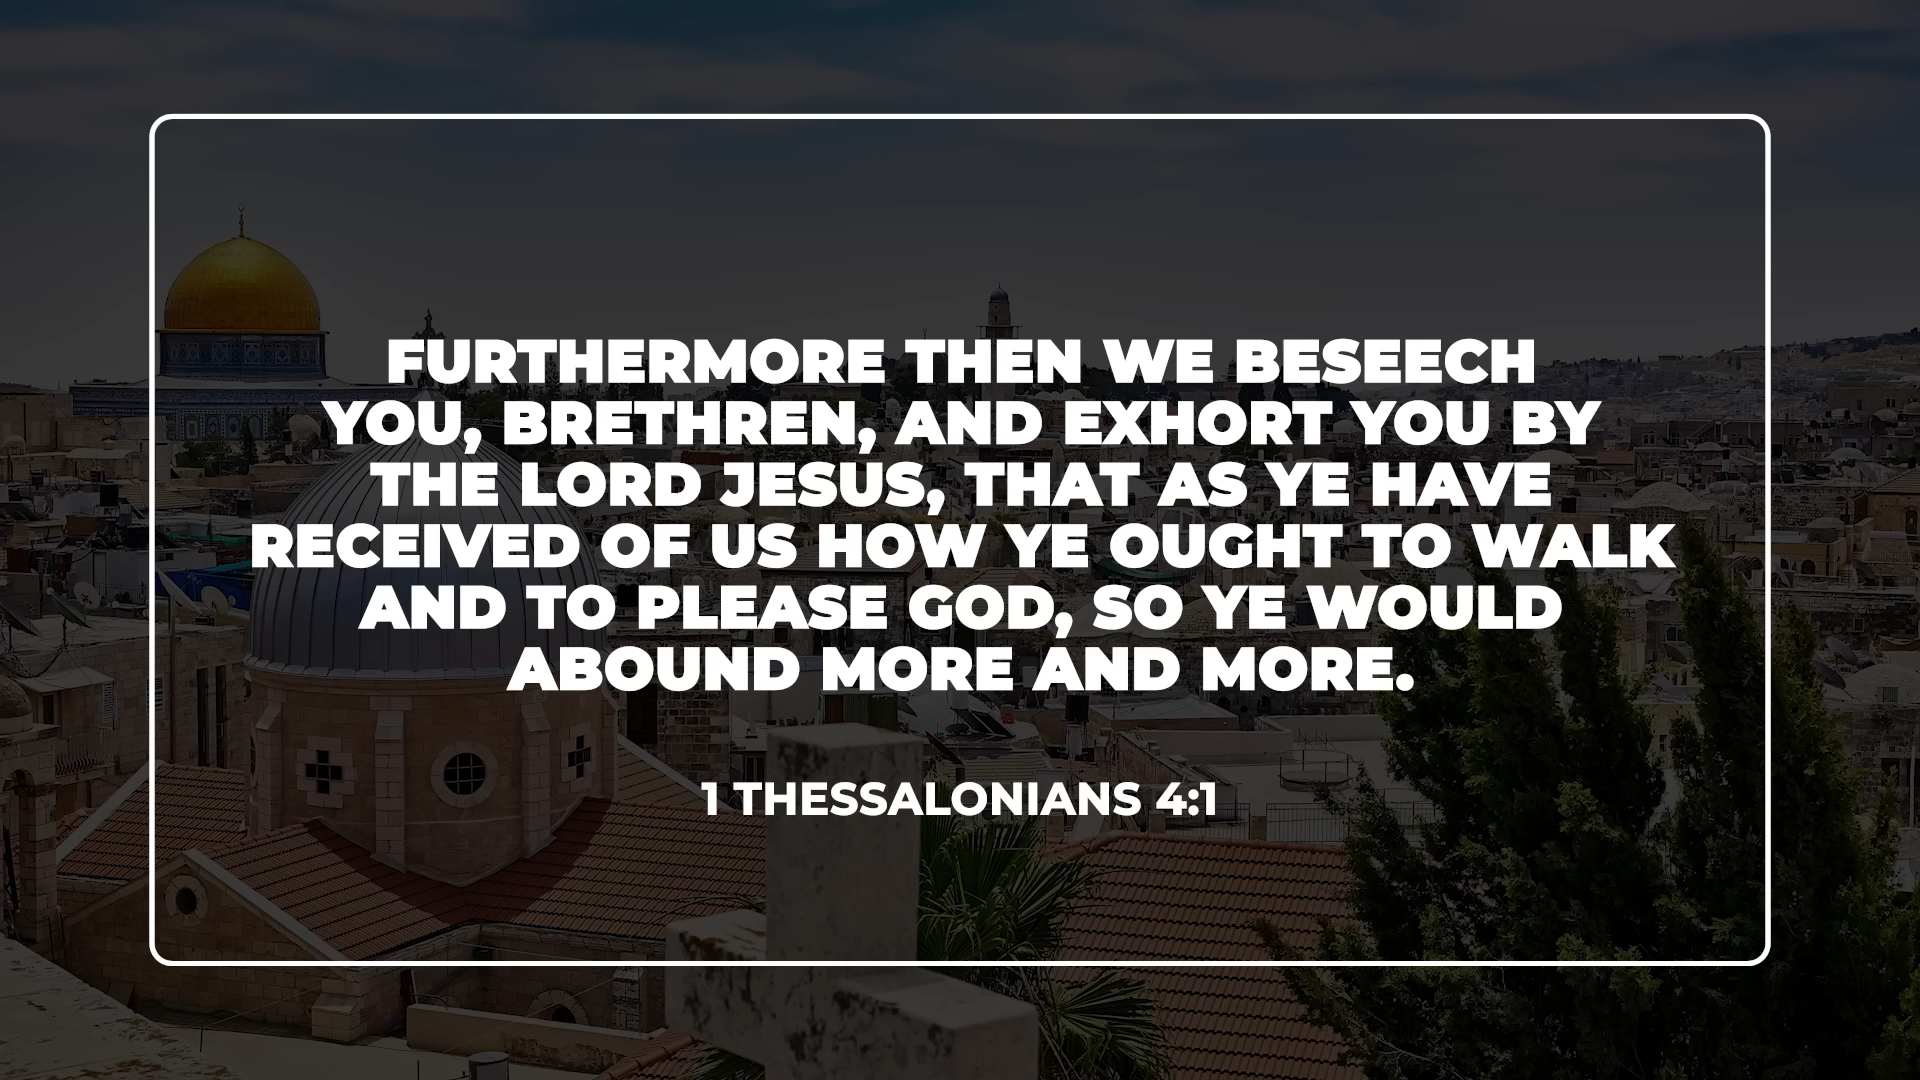 FURTHERMORE THEN WE BESEECH
YOU, BRETHREN, AND EXHORT YOU BY
THE LORD JESUS, THAT AS YE HAVE
RECEIVED OF US HOW YE OUGHT TO WALK
AND TO PLEASE GOD, SO YE WOULD
ABOUND MORE AND MORE.
1 THESSALONIANS 4:1